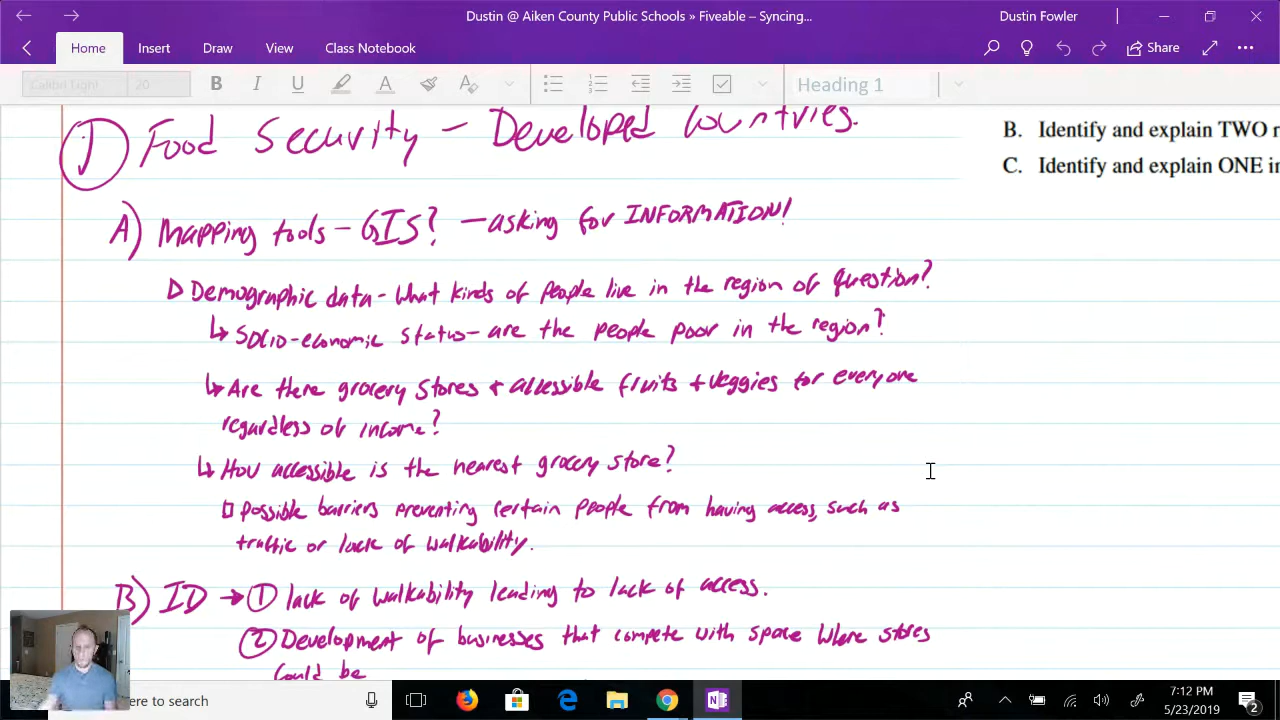 Dustin @ Aiken County Public Schools » Fiveable – Syncing...
Dustin Fowler
Home Insert Draw View Class Notebook
Share
Calibri Light 20 B I U A Heading 1
1) Food Security - Developed Countries.
B. Identify and explain TWO
C. Identify and explain ONE in
A) Mapping tools - GIS? - asking for INFORMATION!
Demographic data - What kinds of people live in the region of question?
↳ Socio-economic status - are the people poor in the region?
↳ Are there grocery stores + accessible fruits + veggies for everyone
regardless of income?
↳ How accessible is the nearest grocery store?
Possible barriers preventing certain people from having access, such as
traffic or lack of walkability.
B) ID → ① lack of walkability leading to lack of access.
② Development of businesses that compete with space where stores
could be
here to search
7:12 PM
5/23/2019
2